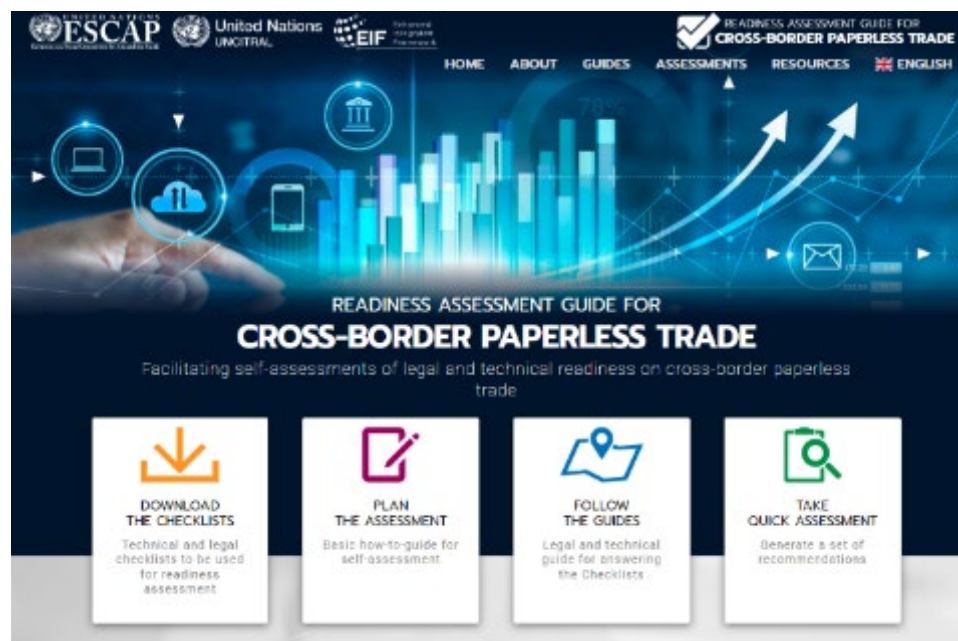 ESCAP
United Nations
UNCITRAL
EIF
Enhanced
Integrated
Framework
READINESS ASSESSMENT GUIDE FOR
CROSS-BORDER PAPERLESS TRADE
HOME ABOUT GUIDES ASSESSMENTS RESOURCES ENGLISH
78%
READINESS ASSESSMENT GUIDE FOR
CROSS-BORDER PAPERLESS TRADE
Facilitating self-assessments of legal and technical readiness on cross-border paperless
trade
DOWNLOAD
THE CHECKLISTS
Technical and legal
checklists to be used
for readiness
assessment
PLAN
THE ASSESSMENT
Basic how-to-guide for
self-assessment
FOLLOW
THE GUIDES
Legal and technical
guide for answering
the Checklists
TAKE
QUICK ASSESSMENT
Generate a set of
recommendations